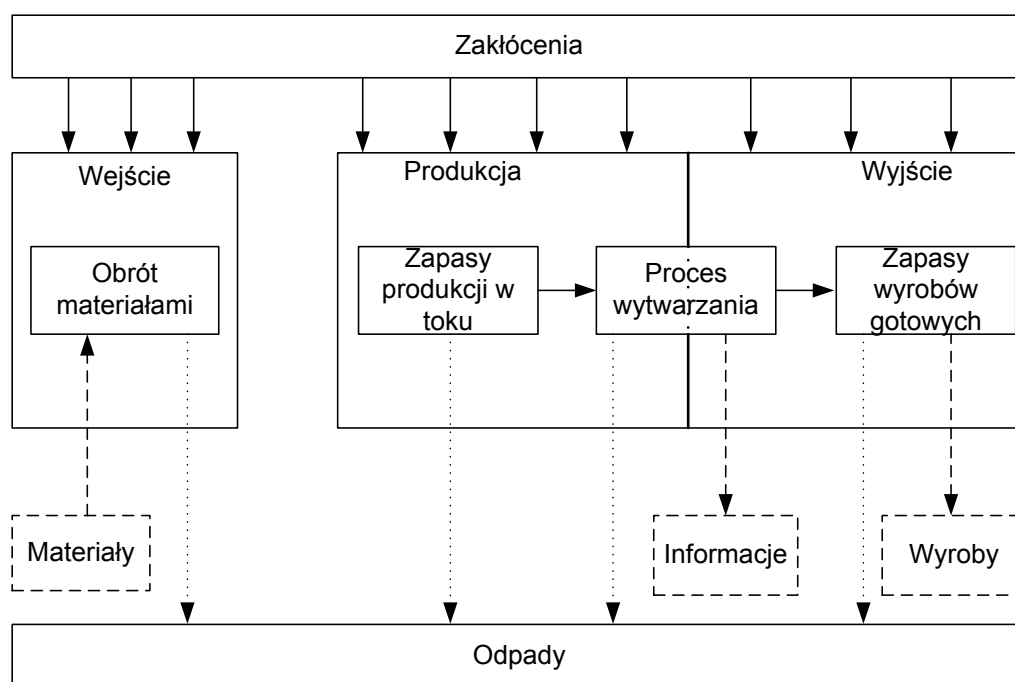 Zakłócenia
Wejście
Produkcja
Wyjście
Obrót
materiałami
Zapasy
produkcji w
toku
Proces
wytwarzania
Zapasy
wyrobów
gotowych
Materiały
Informacje
Wyroby
Odpady